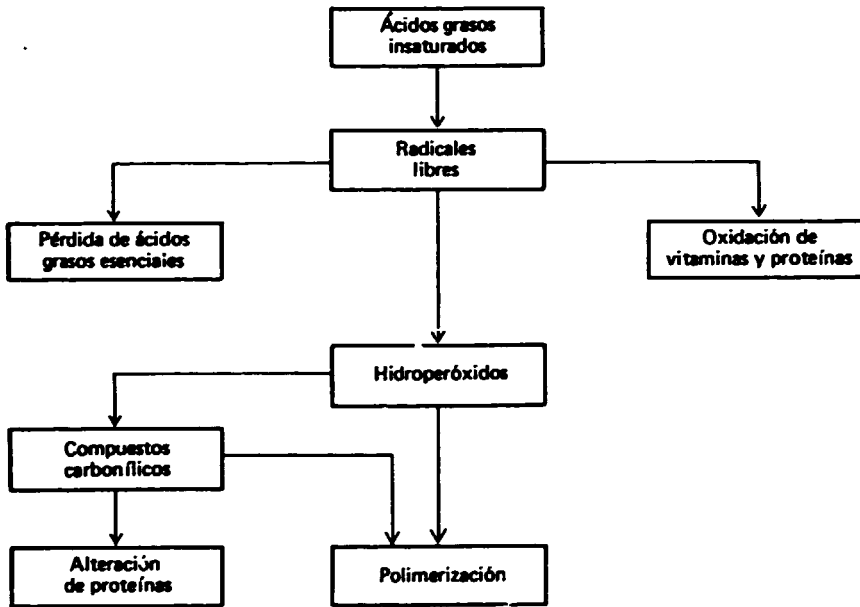 Ácidos grasos
insaturados
Radicales
libres
Pérdida de ácidos
grasos esenciales
Oxidación de
vitaminas y proteínas
Hidroperóxidos
Compuestos
carbonílicos
Alteración
de proteínas
Polimerización